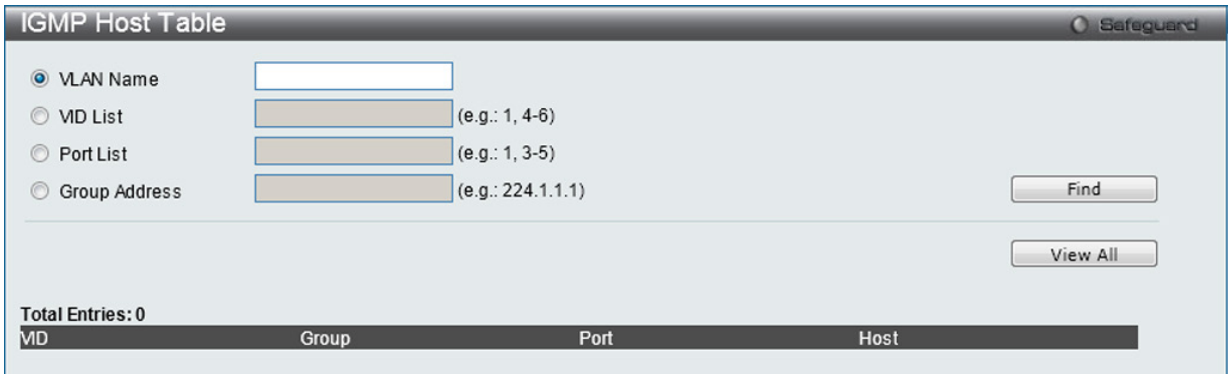 IGMP Host Table Safeguard
VLAN Name
VID List (e.g.: 1, 4-6)
Port List (e.g.: 1, 3-5)
Group Address (e.g.: 224.1.1.1) Find
View All
Total Entries: 0
VID Group Port Host